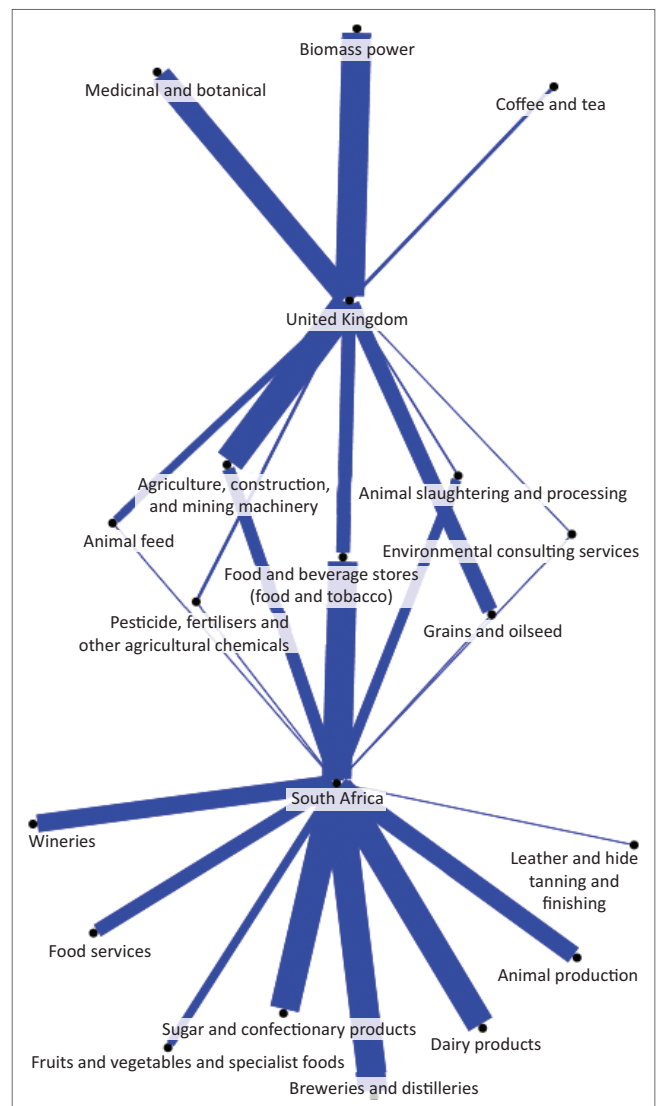 Biomass power
Medicinal and botanical
Coffee and tea
United Kingdom
Agriculture, construction,
and mining machinery
Animal slaughtering and processing
Animal feed
Environmental consulting services
Food and beverage stores
(food and tobacco)
Pesticide, fertilisers and
other agricultural chemicals
Grains and oilseed
South Africa
Wineries
Leather and hide
tanning and
finishing
Food services
Animal production
Sugar and confectionary products
Dairy products
Fruits and vegetables and specialist foods
Breweries and distilleries